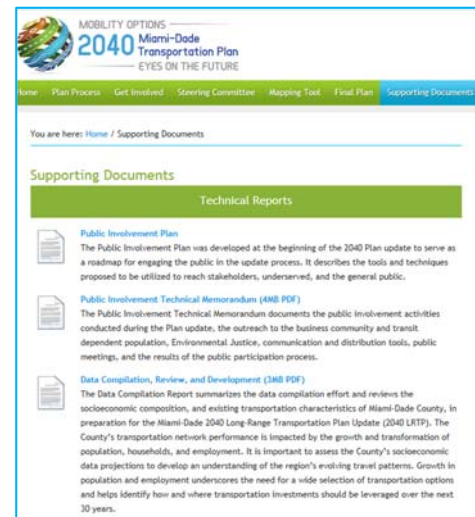 MOBILITY OPTIONS
2040 Miami-Dade
Transportation Plan
EYES ON THE FUTURE
Home Plan Process Get Involved Steering Committee Mapping Tool Final Plan Supporting Documents
You are here: Home / Supporting Documents
Supporting Documents
Technical Reports
Public Involvement Plan
The Public Involvement Plan was developed at the beginning of the 2040 Plan update to serve as
a roadmap for engaging the public in the update process. It describes the tools and techniques
proposed to be utilized to reach stakeholders, underserved, and the general public.
Public Involvement Technical Memorandum (4MB PDF)
The Public Involvement Technical Memorandum documents the public involvement activities
conducted during the Plan update, the outreach to the business community and transit
dependent population, Environmental Justice, communication and distribution tools, public
meetings, and the results of the public participation process.
Data Compilation, Review, and Development (3MB PDF)
The Data Compilation Report summarizes the data compilation effort and reviews the
socioeconomic composition, and existing transportation characteristics of Miami-Dade County, in
preparation for the Miami-Dade 2040 Long-Range Transportation Plan Update (2040 LRTP). The
County's transportation network performance is impacted by the growth and transformation of
population, households, and employment. It is important to assess the County's socioeconomic
data projections to develop an understanding of the region's evolving travel patterns. Growth in
population and employment underscores the need for a wide selection of transportation options
and helps identify how and where transportation investments should be leveraged over the next
30 years.